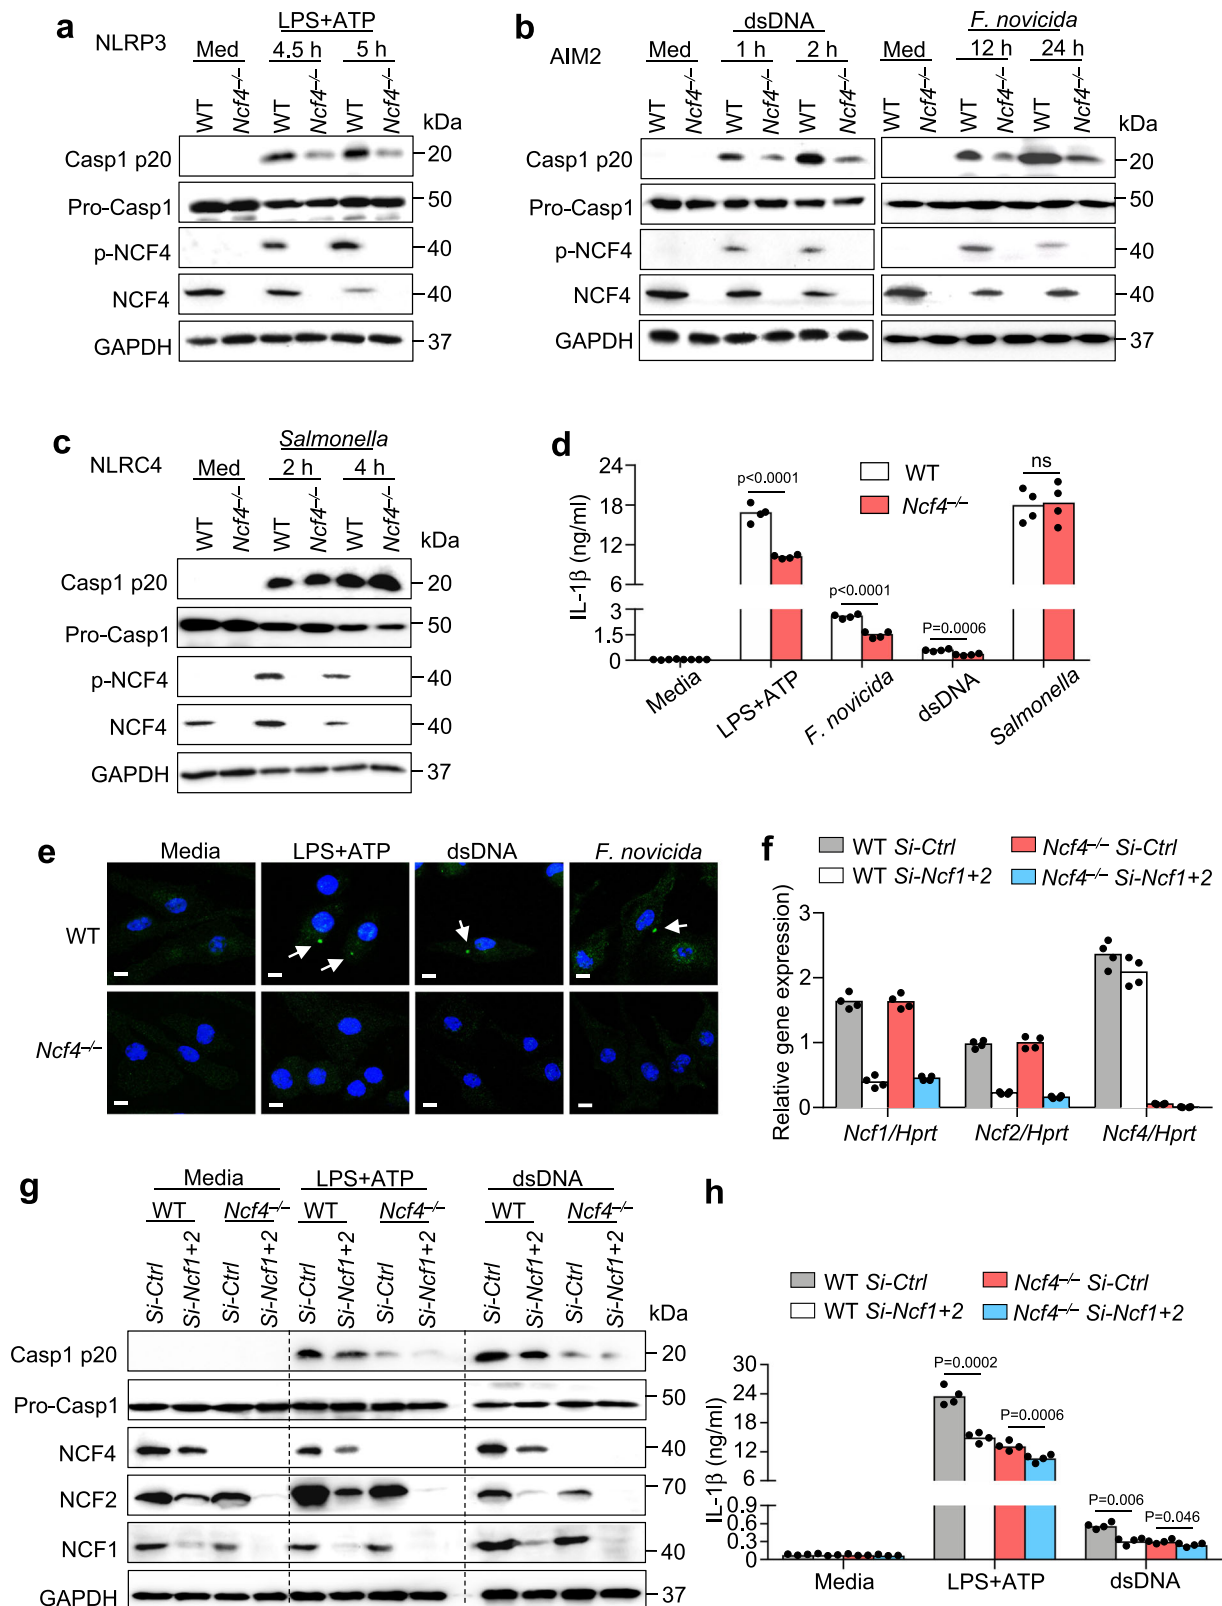 a
NLRP3
LPS+ATP
Med 4.5 h 5 h
WT Ncf4–/– WT Ncf4–/– WT Ncf4–/– kDa
Casp1 p20 20
Pro-Casp1 50
p-NCF4 40
NCF4 40
GAPDH 37
b
AIM2
dsDNA F. novicida
Med 1 h 2 h Med 12 h 24 h
WT Ncf4–/– WT Ncf4–/– WT Ncf4–/– WT Ncf4–/– WT Ncf4–/– WT Ncf4–/– kDa
Casp1 p20 20
Pro-Casp1 50
p-NCF4 40
NCF4 40
GAPDH 37
c
NLRC4
Salmonella
Med 2 h 4 h
WT Ncf4–/– WT Ncf4–/– WT Ncf4–/– kDa
Casp1 p20 20
Pro-Casp1 50
p-NCF4 40
NCF4 40
GAPDH 37
d
WT
Ncf4–/–
IL-1β (ng/ml)
24
18
12
6
3
1.5
0
p<0.0001
p<0.0001
P=0.0006
ns
Media LPS+ATP F. novicida dsDNA Salmonella
e
Media LPS+ATP dsDNA F. novicida
WT
Ncf4–/–
f
WT Si-Ctrl Ncf4–/– Si-Ctrl
WT Si-Ncf1+2 Ncf4–/– Si-Ncf1+2
Relative gene expression
3
2
1
0
Ncf1/Hprt Ncf2/Hprt Ncf4/Hprt
g
Media LPS+ATP dsDNA
WT Ncf4–/– WT Ncf4–/– WT Ncf4–/–
Si-Ctrl Si-Ncf1+2 Si-Ctrl Si-Ncf1+2 Si-Ctrl Si-Ncf1+2 Si-Ctrl Si-Ncf1+2 Si-Ctrl Si-Ncf1+2 Si-Ctrl Si-Ncf1+2 kDa
Casp1 p20 20
Pro-Casp1 50
NCF4 40
NCF2 70
NCF1 40
GAPDH 37
h
WT Si-Ctrl Ncf4–/– Si-Ctrl
WT Si-Ncf1+2 Ncf4–/– Si-Ncf1+2
IL-1β (ng/ml)
30
24
18
12
6
0.9
0.6
0.3
0
P=0.0002
P=0.0006
P=0.006
P=0.046
Media LPS+ATP dsDNA